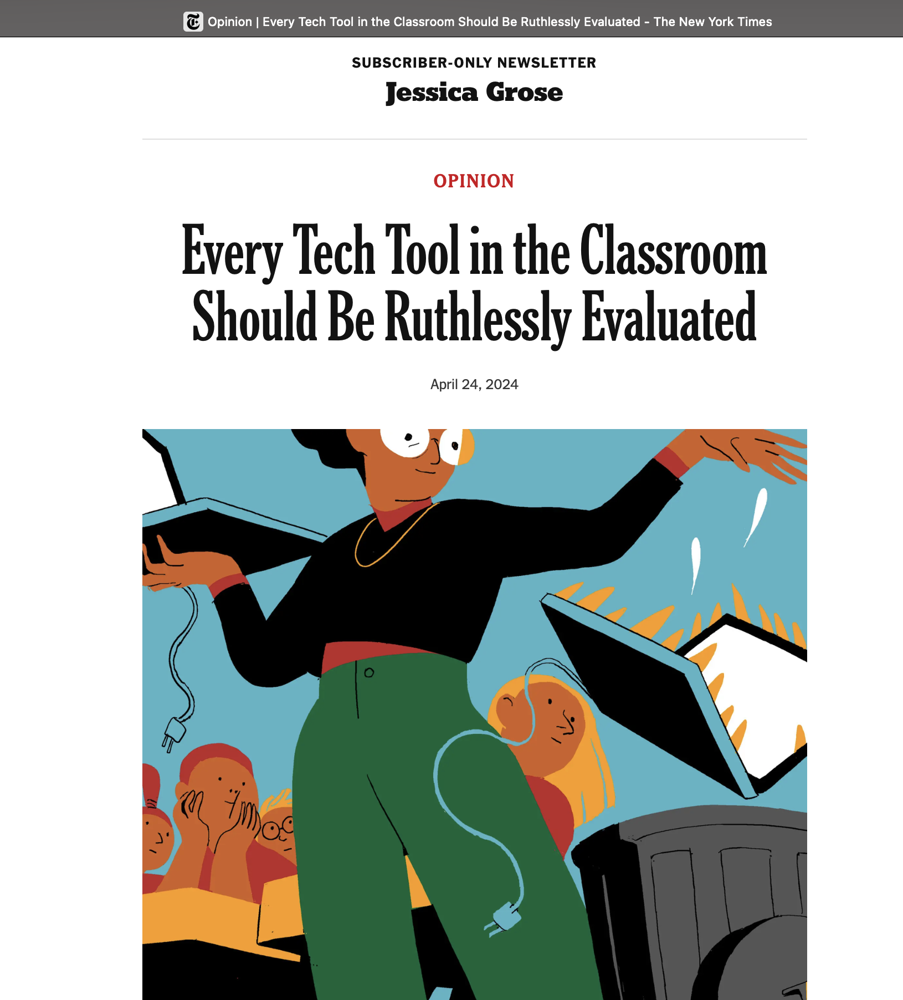 Opinion | Every Tech Tool in the Classroom Should Be Ruthlessly Evaluated - The New York Times
SUBSCRIBER-ONLY NEWSLETTER
Jessica Grose
OPINION
Every Tech Tool in the Classroom
Should Be Ruthlessly Evaluated
April 24, 2024